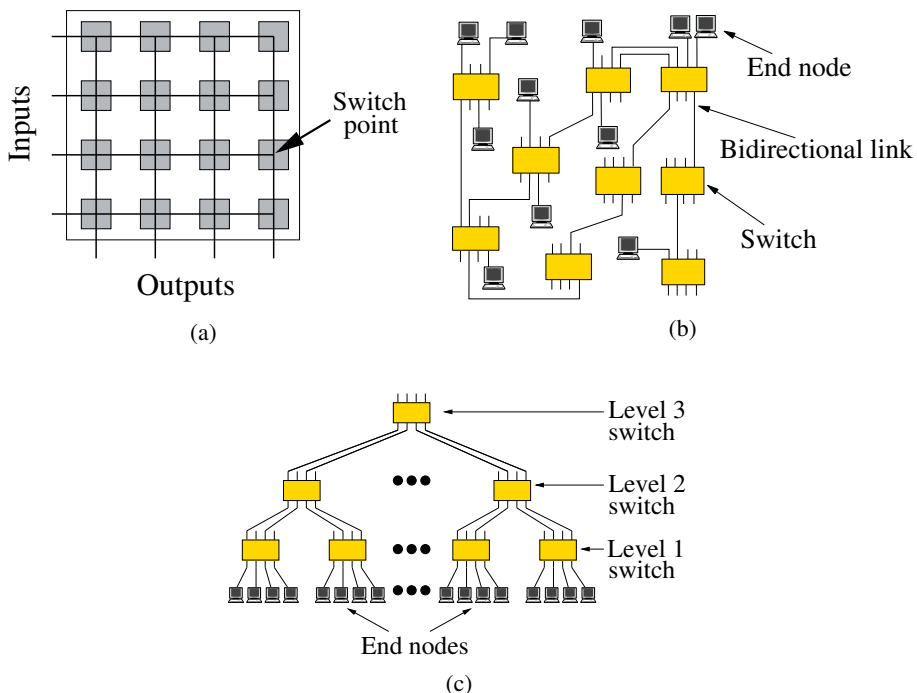 Inputs
Switch
point
Outputs
(a)
End node
Bidirectional link
Switch
(b)
Level 3
switch
Level 2
switch
Level 1
switch
End nodes
(c)